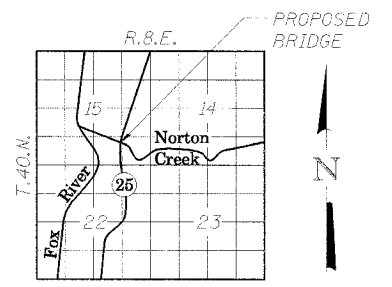 PROPOSED
BRIDGE
R.8.E.
15
14
Norton
Creek
T.40.N.
River
25
N
22
23
Fox